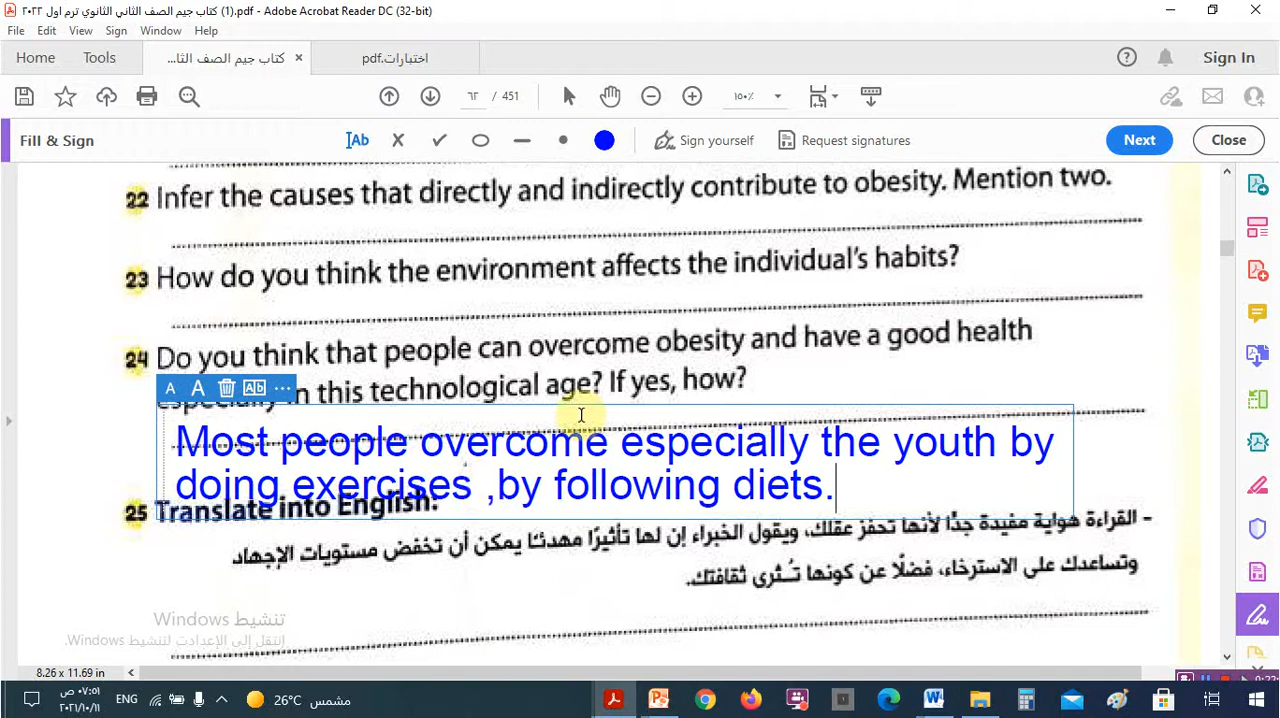 كتاب جيم الصف الثاني الثانوي ترم اول ٢٠٢٢ (1).pdf - Adobe Acrobat Reader DC (32-bit)
File Edit View Sign Window Help
Home Tools كتاب جيم الصف الثا... × اختبارات.pdf Sign In
٦٢ / 451 ١٥٠٪
Fill & Sign Ab Sign yourself Request signatures Next Close
22 Infer the causes that directly and indirectly contribute to obesity. Mention two.
23 How do you think the environment affects the individual's habits?
24 Do you think that people can overcome obesity and have a good health
especially in this technological age? If yes, how?
A A Ab ...
Most people overcome especially the youth by
doing exercises ,by following diets.
25 Translate into English:
- القراءة هواية مفيدة جدًا لأنها تحفز عقلك، ويقول الخبراء إن لها تأثيرًا مهدئًا يمكن أن تخفض مستويات الإجهاد
وتساعدك على الاسترخاء، فضلًا عن كونها تُثرى ثقافتك.
تنشيط Windows
انتقل إلى الإعدادت لتنشيط Windows.
8.26 x 11.69 in
ENG 26°C مشمس
٠٧:٥١ ص
٢٠٢١/١٠/١١